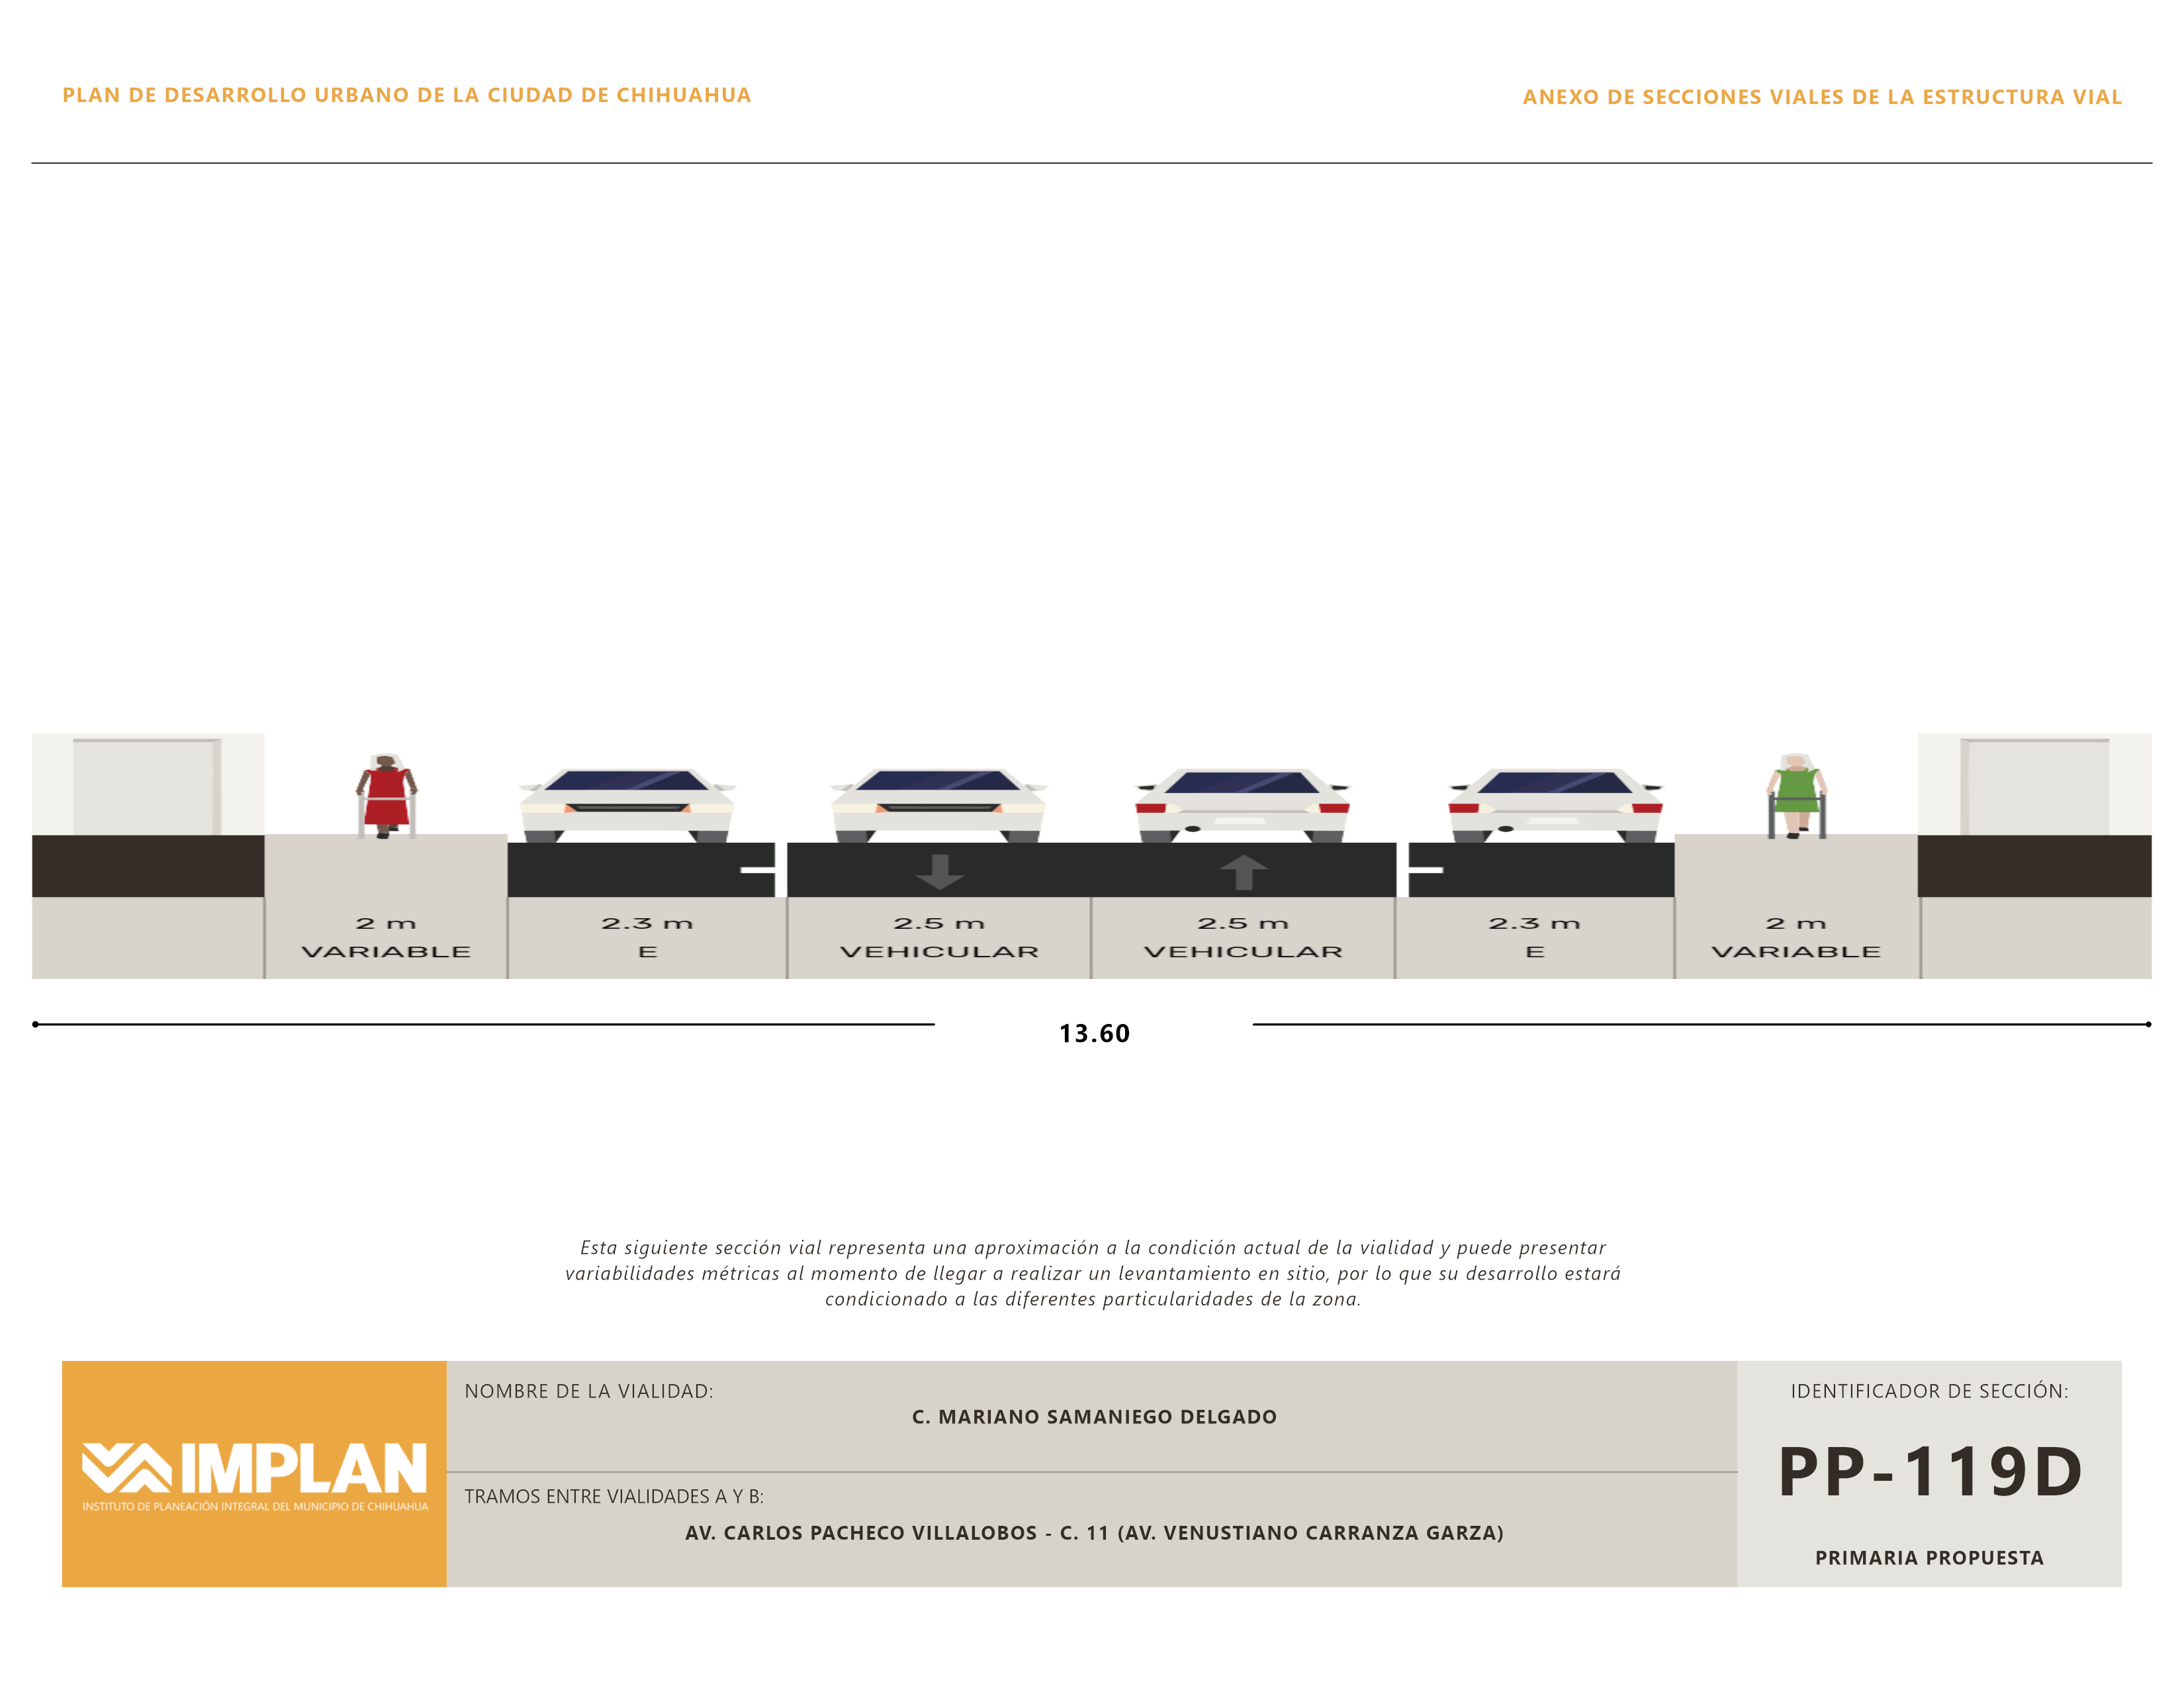 PLAN DE DESARROLLO URBANO DE LA CIUDAD DE CHIHUAHUA
ANEXO DE SECCIONES VIALES DE LA ESTRUCTURA VIAL
2 m
VARIABLE
2.3 m
E
2.5 m
VEHICULAR
2.5 m
VEHICULAR
2.3 m
E
2 m
VARIABLE
13.60
Esta siguiente sección vial representa una aproximación a la condición actual de la vialidad y puede presentar
variabilidades métricas al momento de llegar a realizar un levantamiento en sitio, por lo que su desarrollo estará
condicionado a las diferentes particularidades de la zona.
IMPLAN
INSTITUTO DE PLANEACIÓN INTEGRAL DEL MUNICIPIO DE CHIHUAHUA
NOMBRE DE LA VIALIDAD:
C. MARIANO SAMANIEGO DELGADO
TRAMOS ENTRE VIALIDADES A Y B:
AV. CARLOS PACHECO VILLALOBOS - C. 11 (AV. VENUSTIANO CARRANZA GARZA)
IDENTIFICADOR DE SECCIÓN:
PP-119D
PRIMARIA PROPUESTA